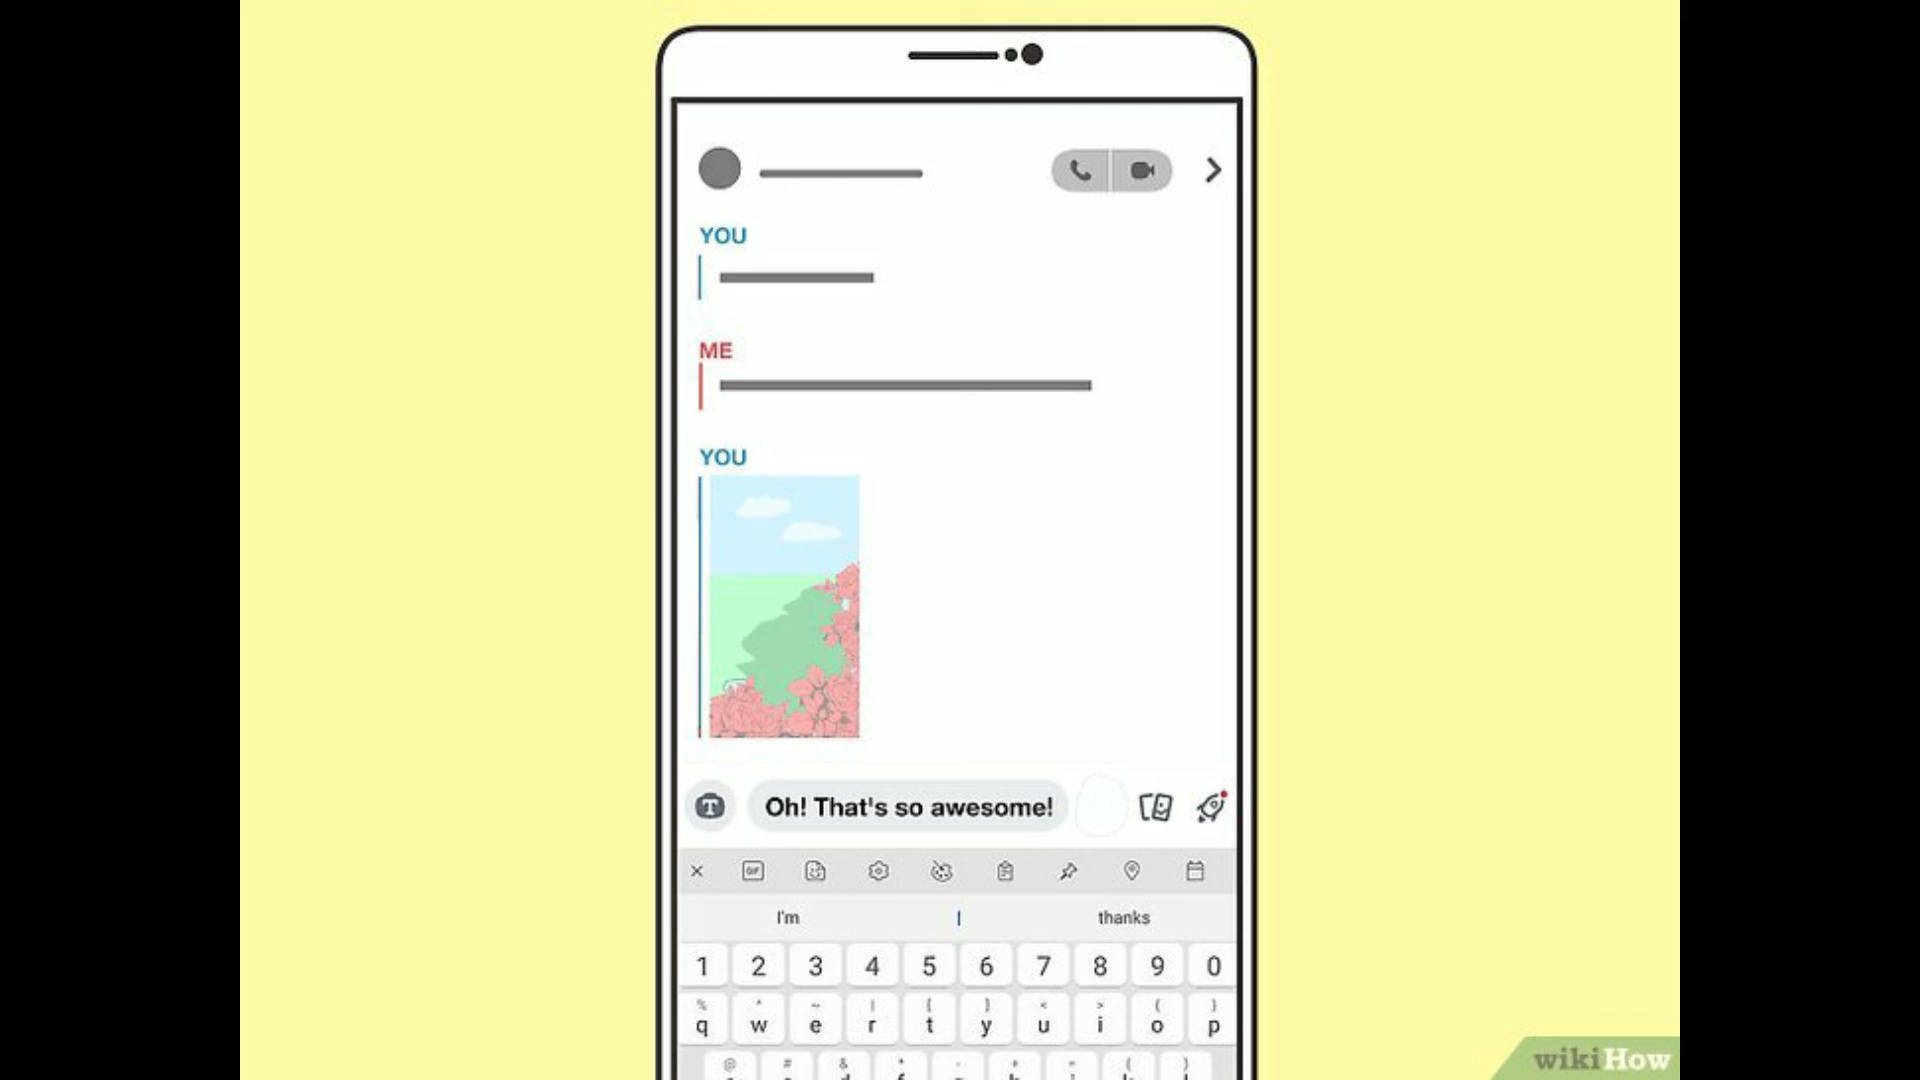 YOU
ME
YOU
T
Oh! That's so awesome!
GIF
I'm | thanks
1 2 3 4 5 6 7 8 9 0
% ^ ~ | [ ] < > { }
q w e r t y u i o p
@ # & * - + = ( )
wikiHow